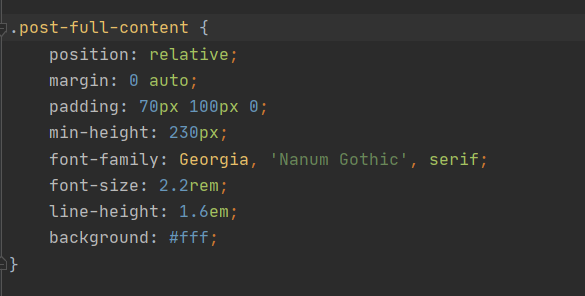 .post-full-content {
    position: relative;
    margin: 0 auto;
    padding: 70px 100px 0;
    min-height: 230px;
    font-family: Georgia, 'Nanum Gothic', serif;
    font-size: 2.2rem;
    line-height: 1.6em;
    background: #fff;
}